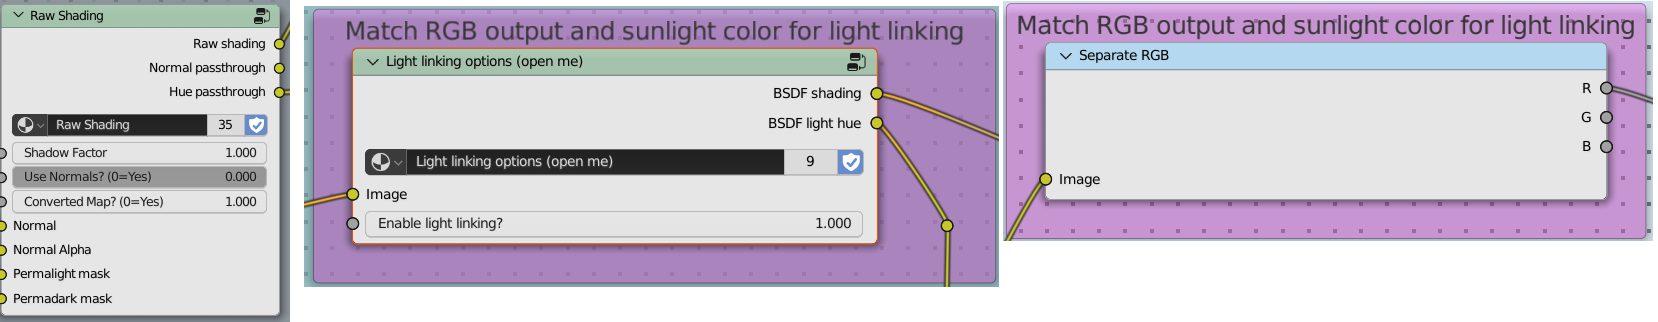 Raw Shading
Raw shading
Normal passthrough
Hue passthrough
Raw Shading 35
Shadow Factor 1.000
Use Normals? (0=Yes) 0.000
Converted Map? (0=Yes) 1.000
Normal
Normal Alpha
Permalight mask
Permadark mask
Match RGB output and sunlight color for light linking
Light linking options (open me)
BSDF shading
BSDF light hue
Light linking options (open me) 9
Image
Enable light linking? 1.000
Match RGB output and sunlight color for light linking
Separate RGB
R
G
B
Image